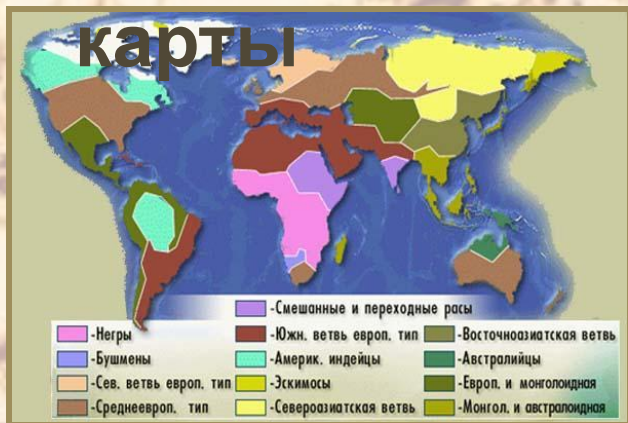 карты
-Смешанные и переходные расы
-Негры
-Южн. ветвь европ. тип
-Восточноазиатская ветвь
-Бушмены
-Америк. индейцы
-Австралийцы
-Сев. ветвь европ. тип
-Эскимосы
-Европ. и монголоидная
-Среднеевроп. тип
-Североазиатская ветвь
-Монгол. и австралоидная